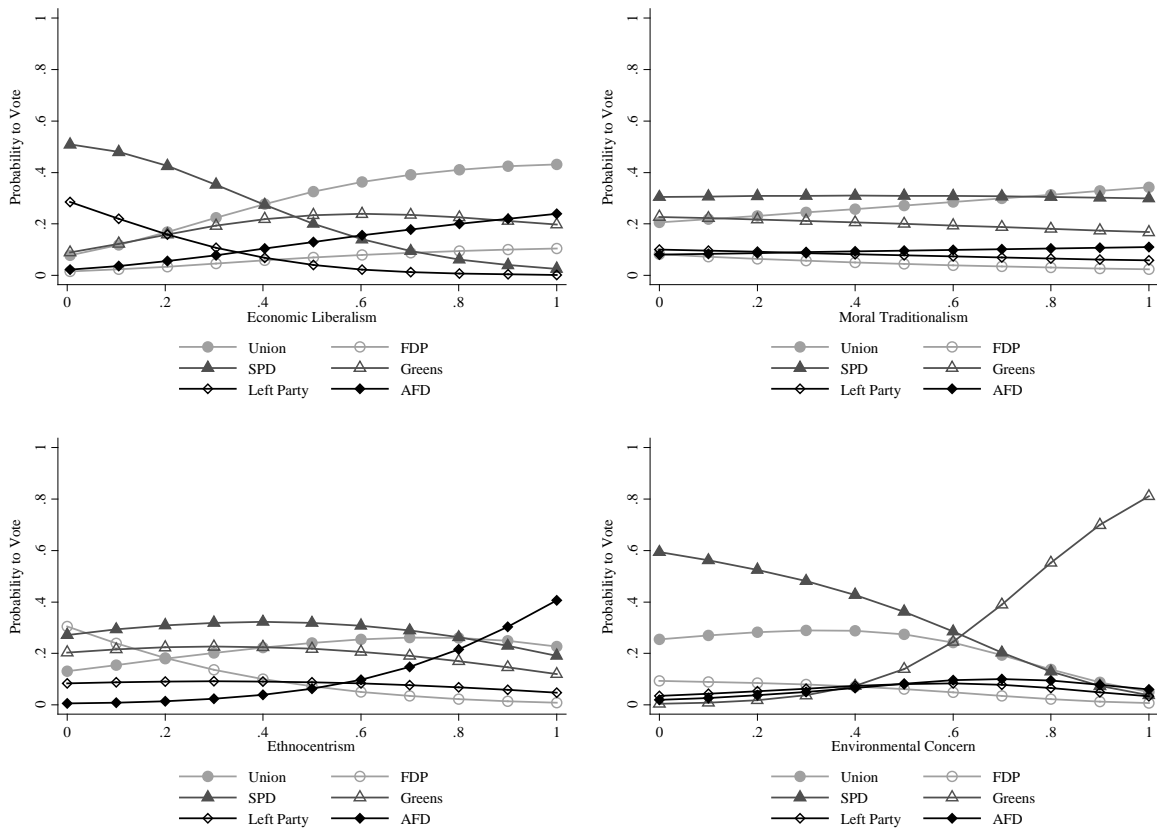 Probability to Vote
1
.8
.6
.4
.2
0
0 .2 .4 .6 .8 1
Economic Liberalism
Union FDP
SPD Greens
Left Party AFD
Probability to Vote
1
.8
.6
.4
.2
0
0 .2 .4 .6 .8 1
Moral Traditionalism
Union FDP
SPD Greens
Left Party AFD
Probability to Vote
1
.8
.6
.4
.2
0
0 .2 .4 .6 .8 1
Ethnocentrism
Union FDP
SPD Greens
Left Party AFD
Probability to Vote
1
.8
.6
.4
.2
0
0 .2 .4 .6 .8 1
Environmental Concern
Union FDP
SPD Greens
Left Party AFD